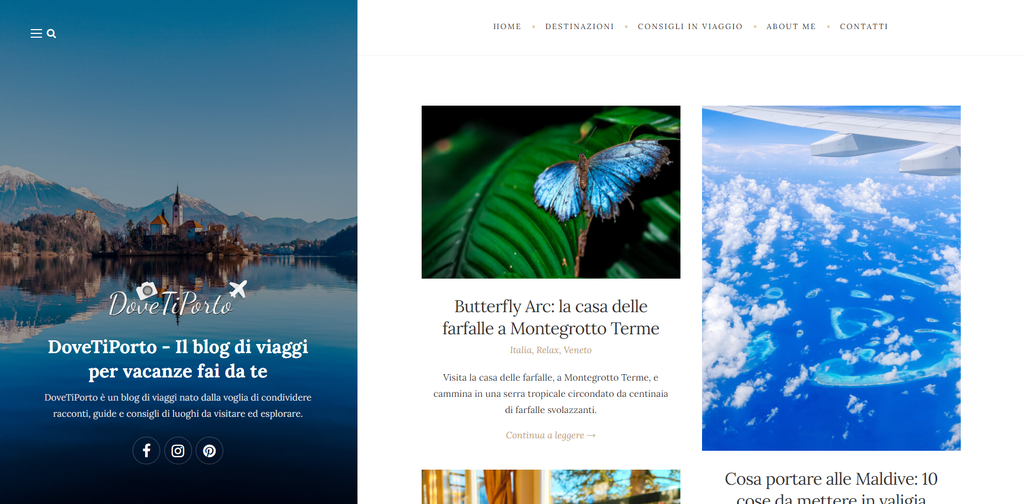 HOME
DESTINAZIONI
CONSIGLI IN VIAGGIO
ABOUT ME
CONTATTI
DoveTiPorto
DoveTiPorto - Il blog di viaggi
per vacanze fai da te
DoveTiPorto è un blog di viaggi nato dalla voglia di condividere
racconti, guide e consigli di luoghi da visitare ed esplorare.
Butterfly Arc: la casa delle
farfalle a Montegrotto Terme
Italia, Relax, Veneto
Visita la casa delle farfalle, a Montegrotto Terme, e
cammina in una serra tropicale circondato da centinaia
di farfalle svolazzanti.
Continua a leggere →
Cosa portare alle Maldive: 10
cose da mettere in valigia